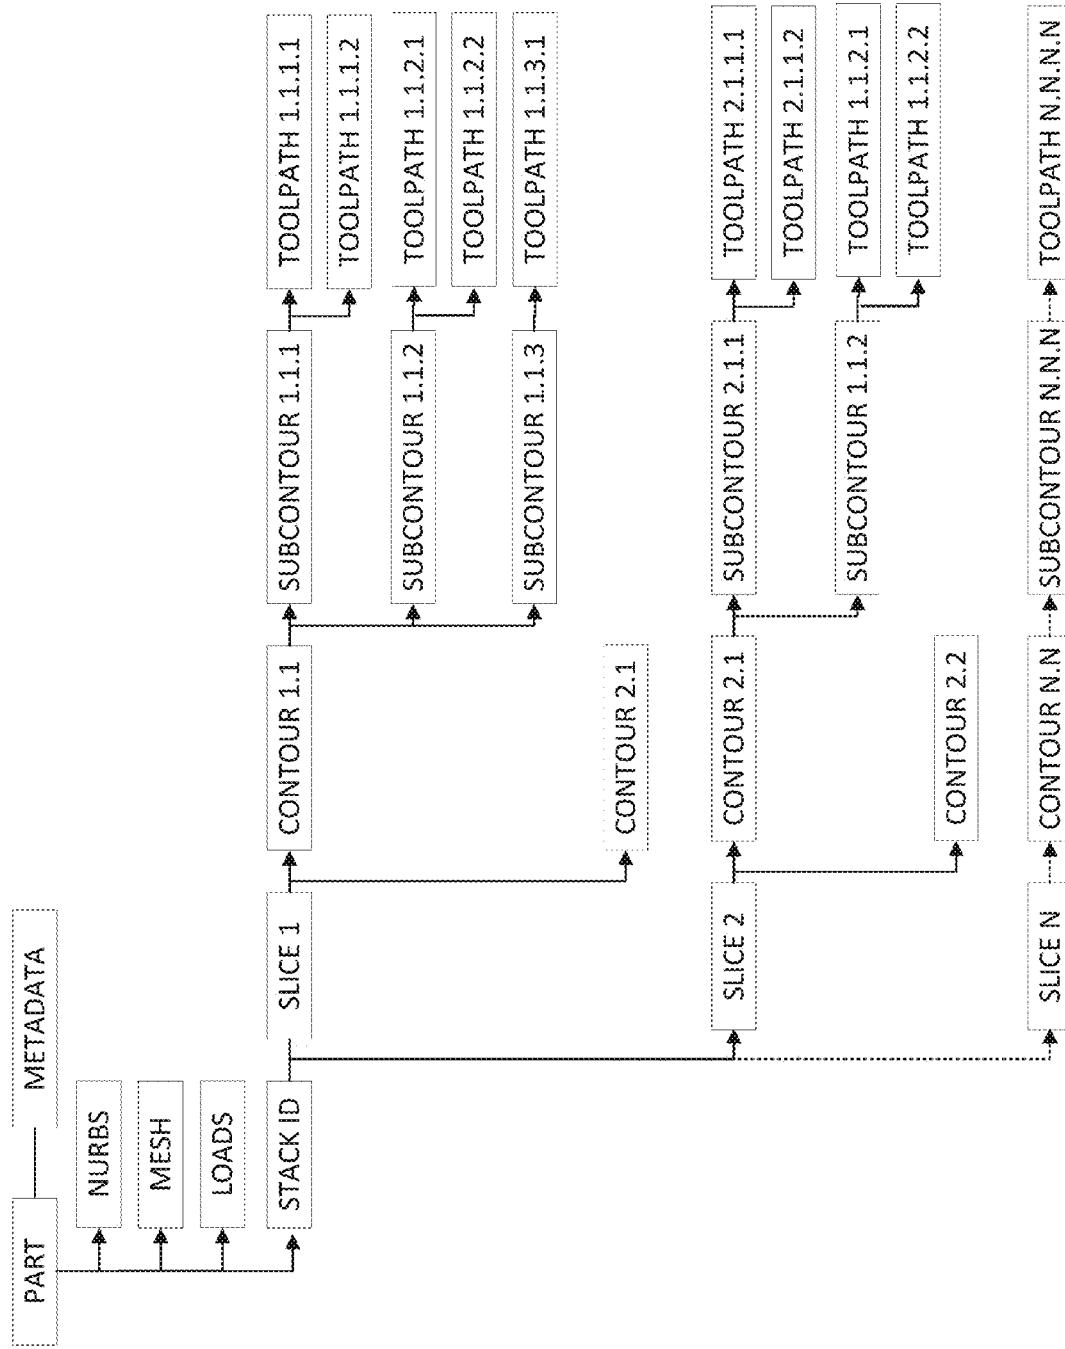 PART
METADATA
NURBS
MESH
LOADS
STACK ID
SLICE 1
CONTOUR 1.1
SUBCONTOUR 1.1.1
TOOLPATH 1.1.1.1
TOOLPATH 1.1.1.2
SUBCONTOUR 1.1.2
TOOLPATH 1.1.2.1
TOOLPATH 1.1.2.2
SUBCONTOUR 1.1.3
TOOLPATH 1.1.3.1
CONTOUR 2.1
SLICE 2
CONTOUR 2.1
SUBCONTOUR 2.1.1
TOOLPATH 2.1.1.1
TOOLPATH 2.1.1.2
SUBCONTOUR 1.1.2
TOOLPATH 1.1.2.1
TOOLPATH 1.1.2.2
CONTOUR 2.2
SLICE N
CONTOUR N.N
SUBCONTOUR N.N.N
TOOLPATH N.N.N.N